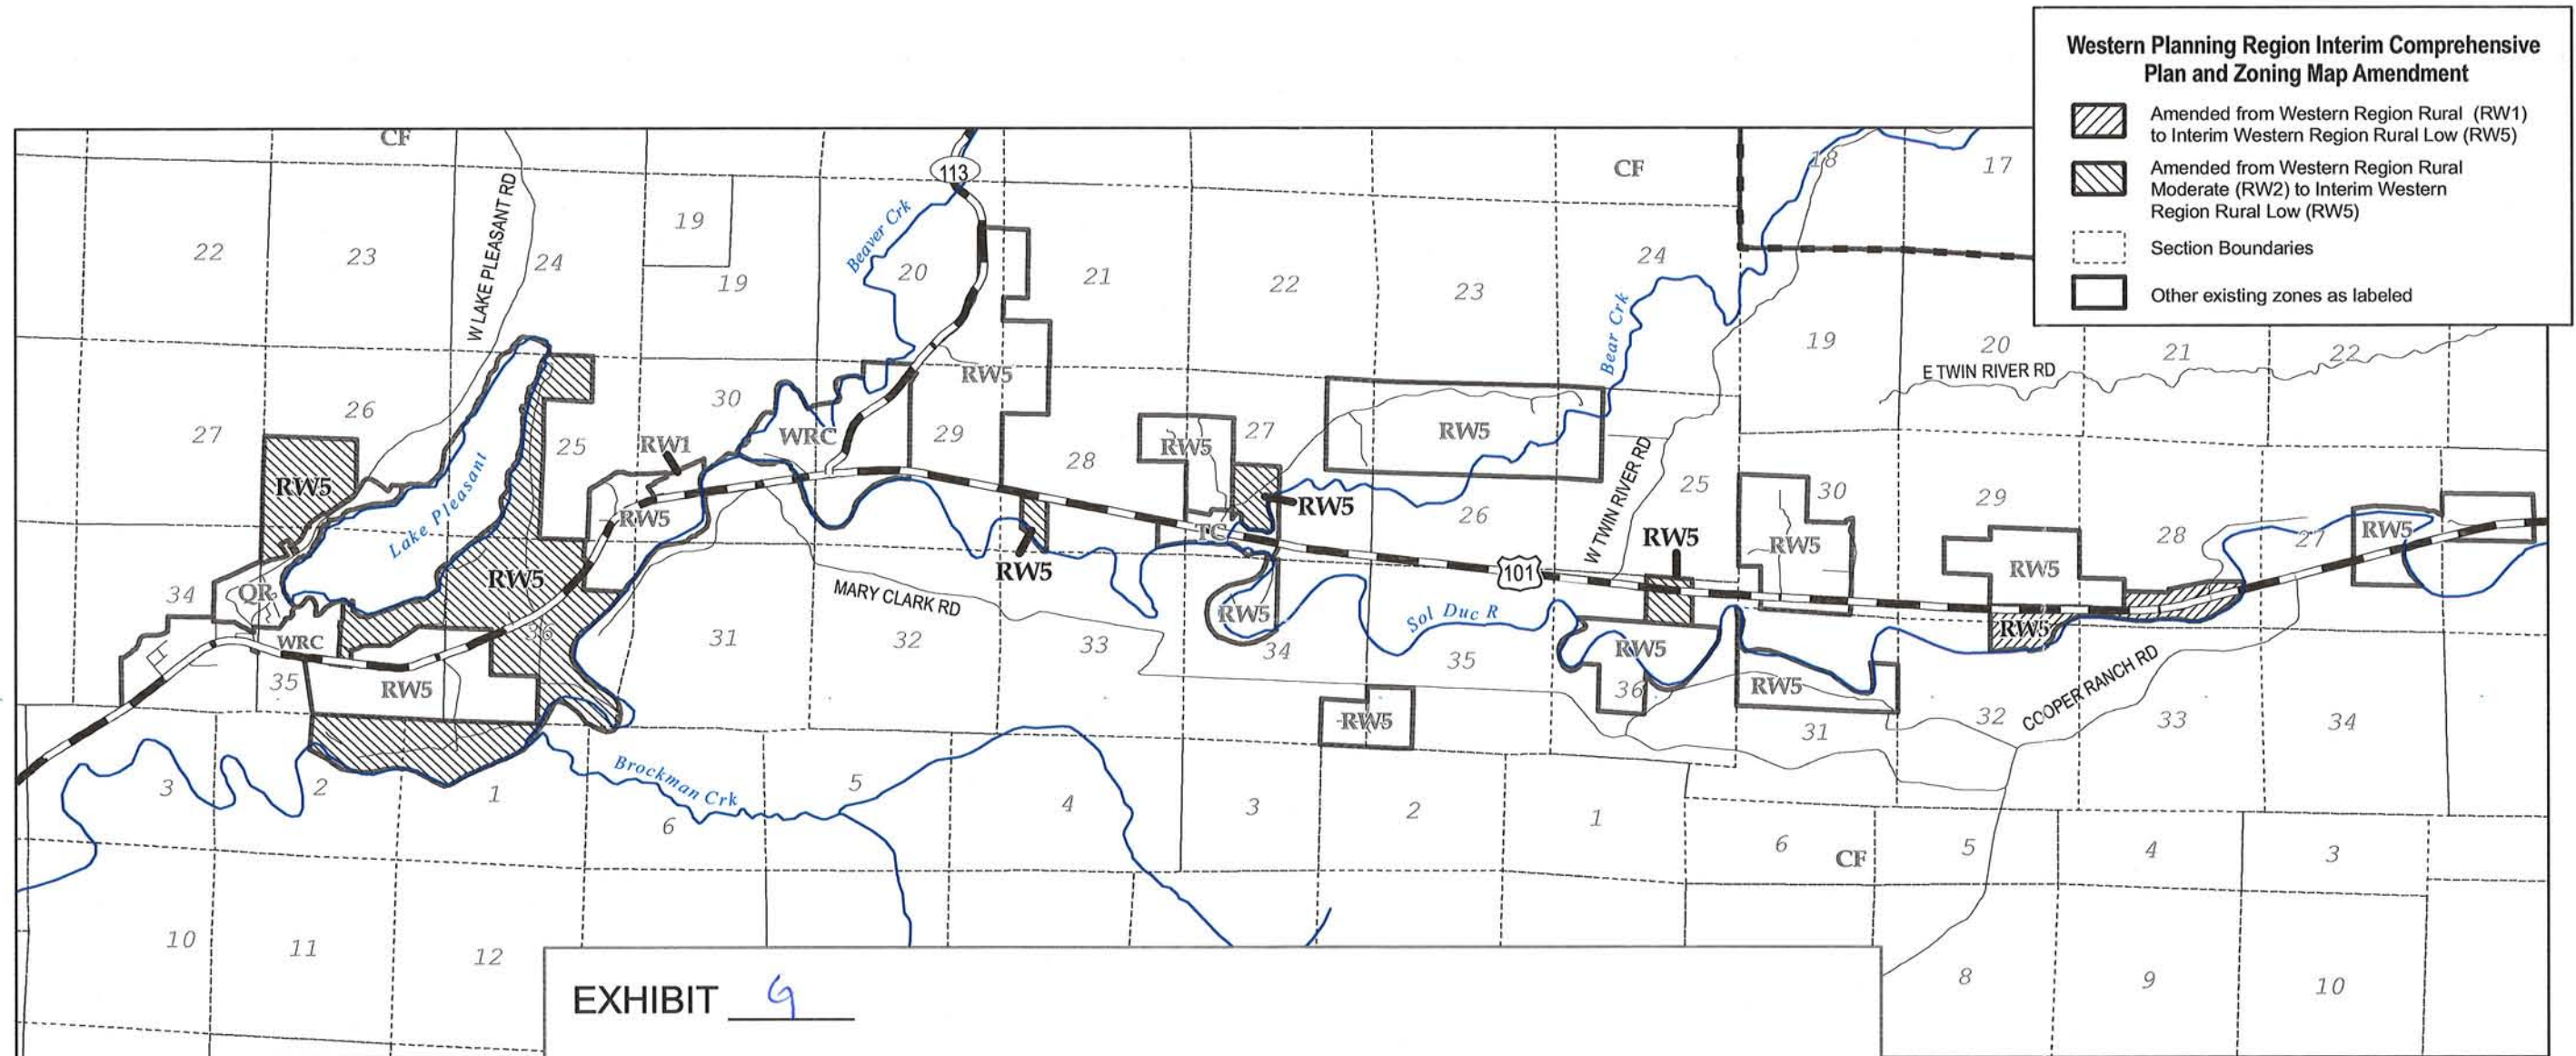 Western Planning Region Interim Comprehensive
Plan and Zoning Map Amendment
Amended from Western Region Rural (RW1)
to Interim Western Region Rural Low (RW5)
Amended from Western Region Rural
Moderate (RW2) to Interim Western
Region Rural Low (RW5)
Section Boundaries
Other existing zones as labeled
CF
113
CF
18
17
W LAKE PLEASANT RD
19
Beaver Crk
22
23
24
19
20
21
22
23
24
Bear Crk
19
20
21
22
E TWIN RIVER RD
26
27
25
30
RW5
29
WRC
RW1
28
RW5
27
RW5
W TWIN RIVER RD
25
30
29
RW5
Lake Pleasant
RW5
RW5
26
TC
RW5
RW5
28
27
RW5
34
QR
RW5
RW5
101
RW5
MARY CLARK RD
RW5
Sol Duc R
RW5
WRC
36
31
32
33
34
35
RW5
35
RW5
36
RW5
RW5
31
32
COOPER RANCH RD
33
34
3
2
1
Brockman Crk
6
5
4
3
2
1
6
CF
5
4
3
10
11
12
8
9
10
EXHIBIT G